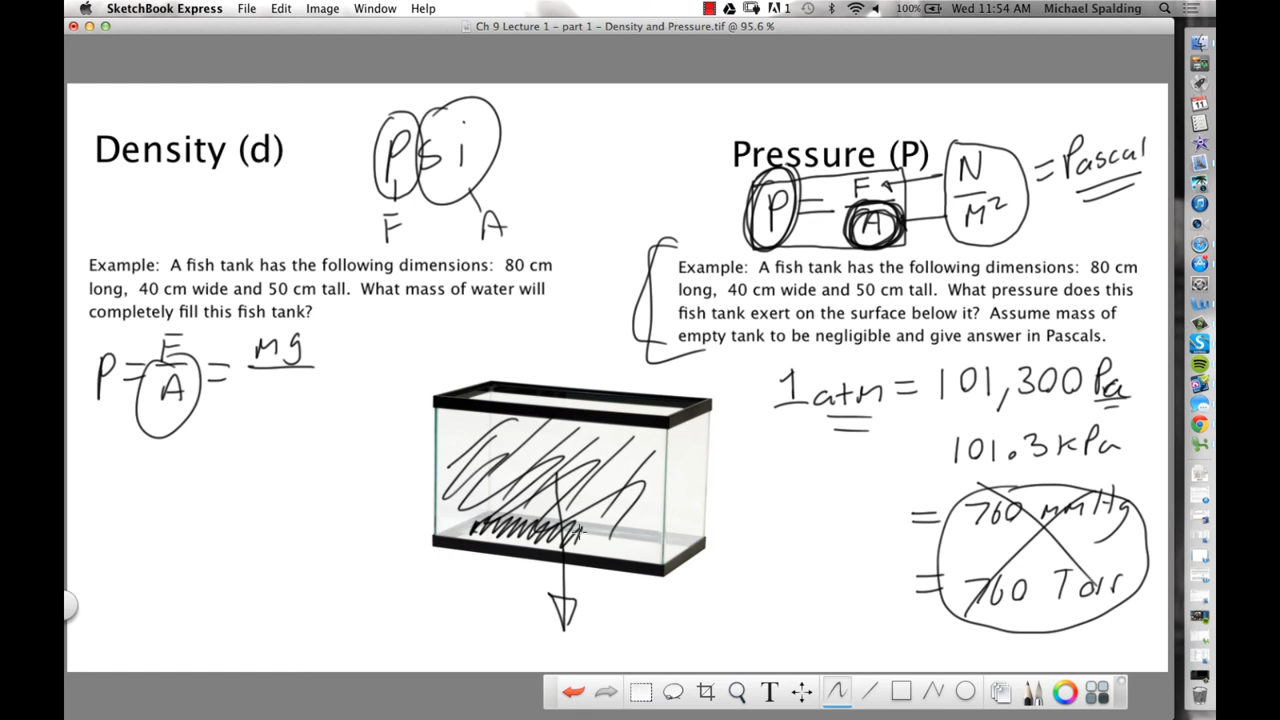 SketchBook Express File Edit Image Window Help 1 100% Wed 11:54 AM Michael Spalding
Ch 9 Lecture 1 - part 1 - Density and Pressure.tif @ 95.6 %
Density (d)
Psi
F A
Example: A fish tank has the following dimensions: 80 cm
long, 40 cm wide and 50 cm tall. What mass of water will
completely fill this fish tank?
P = F/A = mg
Pressure (P)
P = F/A N/m² = Pascal
Example: A fish tank has the following dimensions: 80 cm
long, 40 cm wide and 50 cm tall. What pressure does this
fish tank exert on the surface below it? Assume mass of
empty tank to be negligible and give answer in Pascals.
1 atm = 101,300 Pa
101.3 kPa
= 760 mmHg
= 760 Torr
T